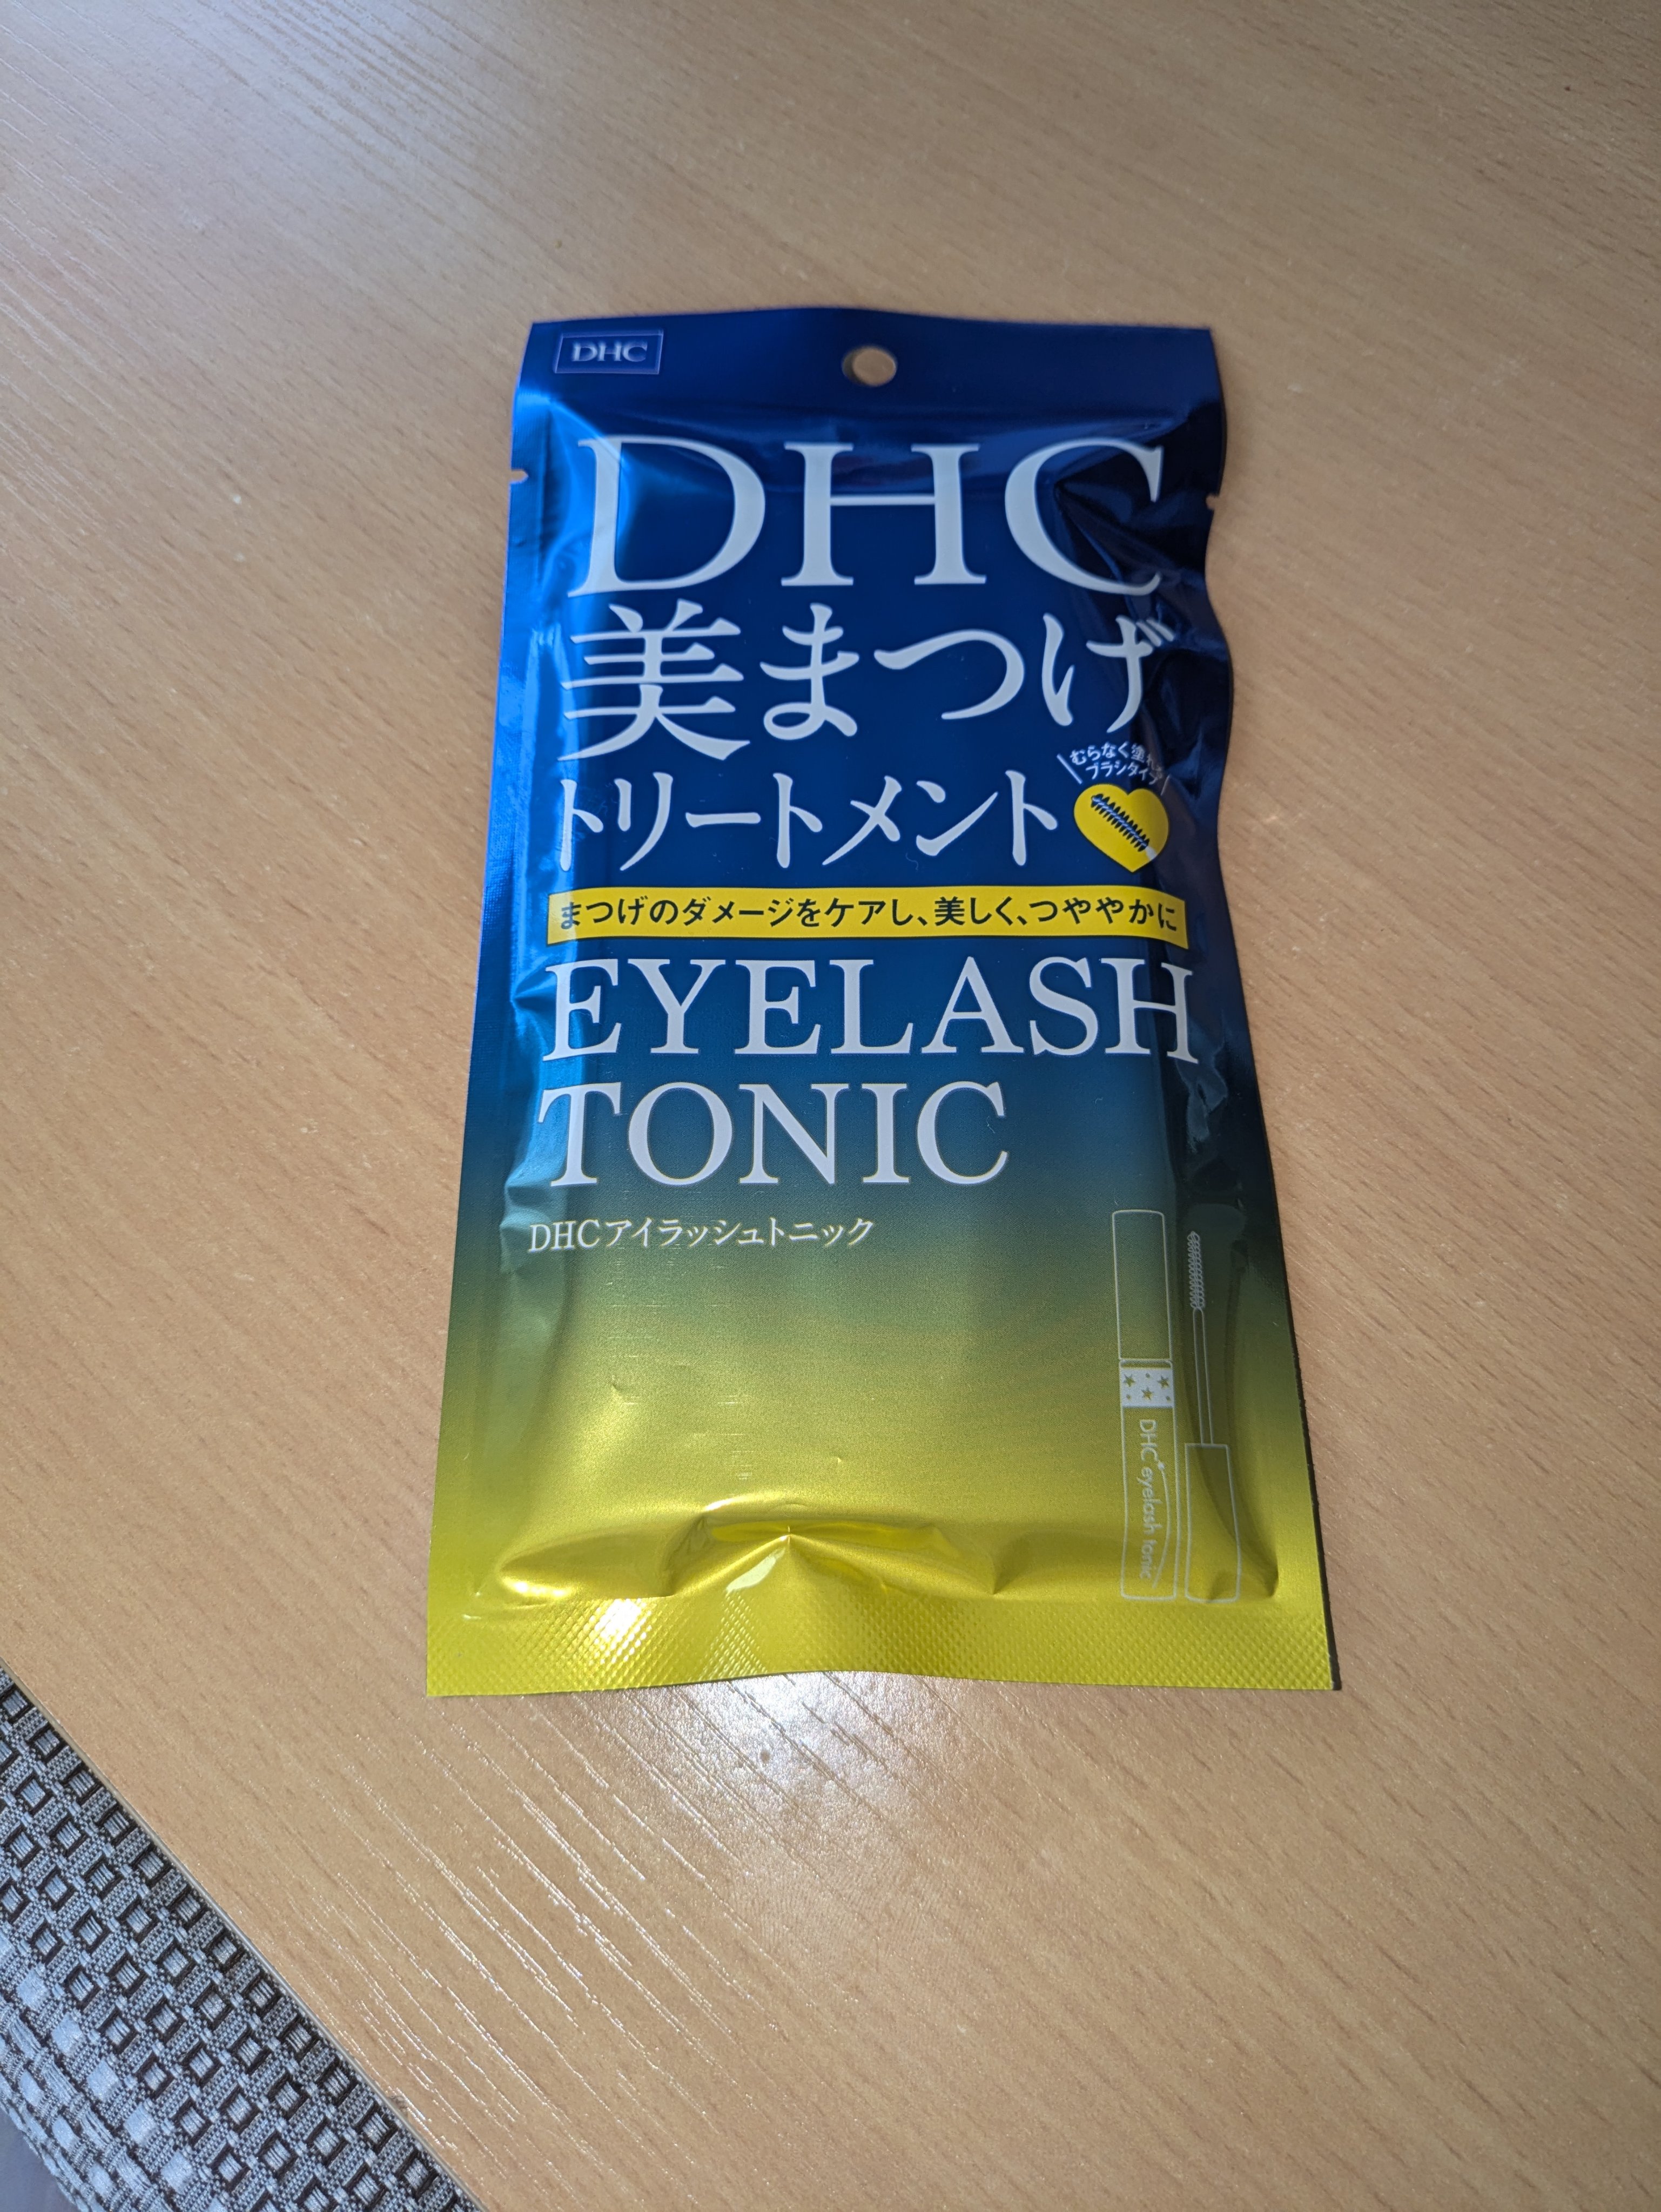 DHC
DHC
美まつげ
トリートメント
むらなく塗れる
ブラシタイプ
まつげのダメージをケアし、美しく、つややかに
EYELASH
TONIC
DHCアイラッシュトニック
DHC eyelash tonic